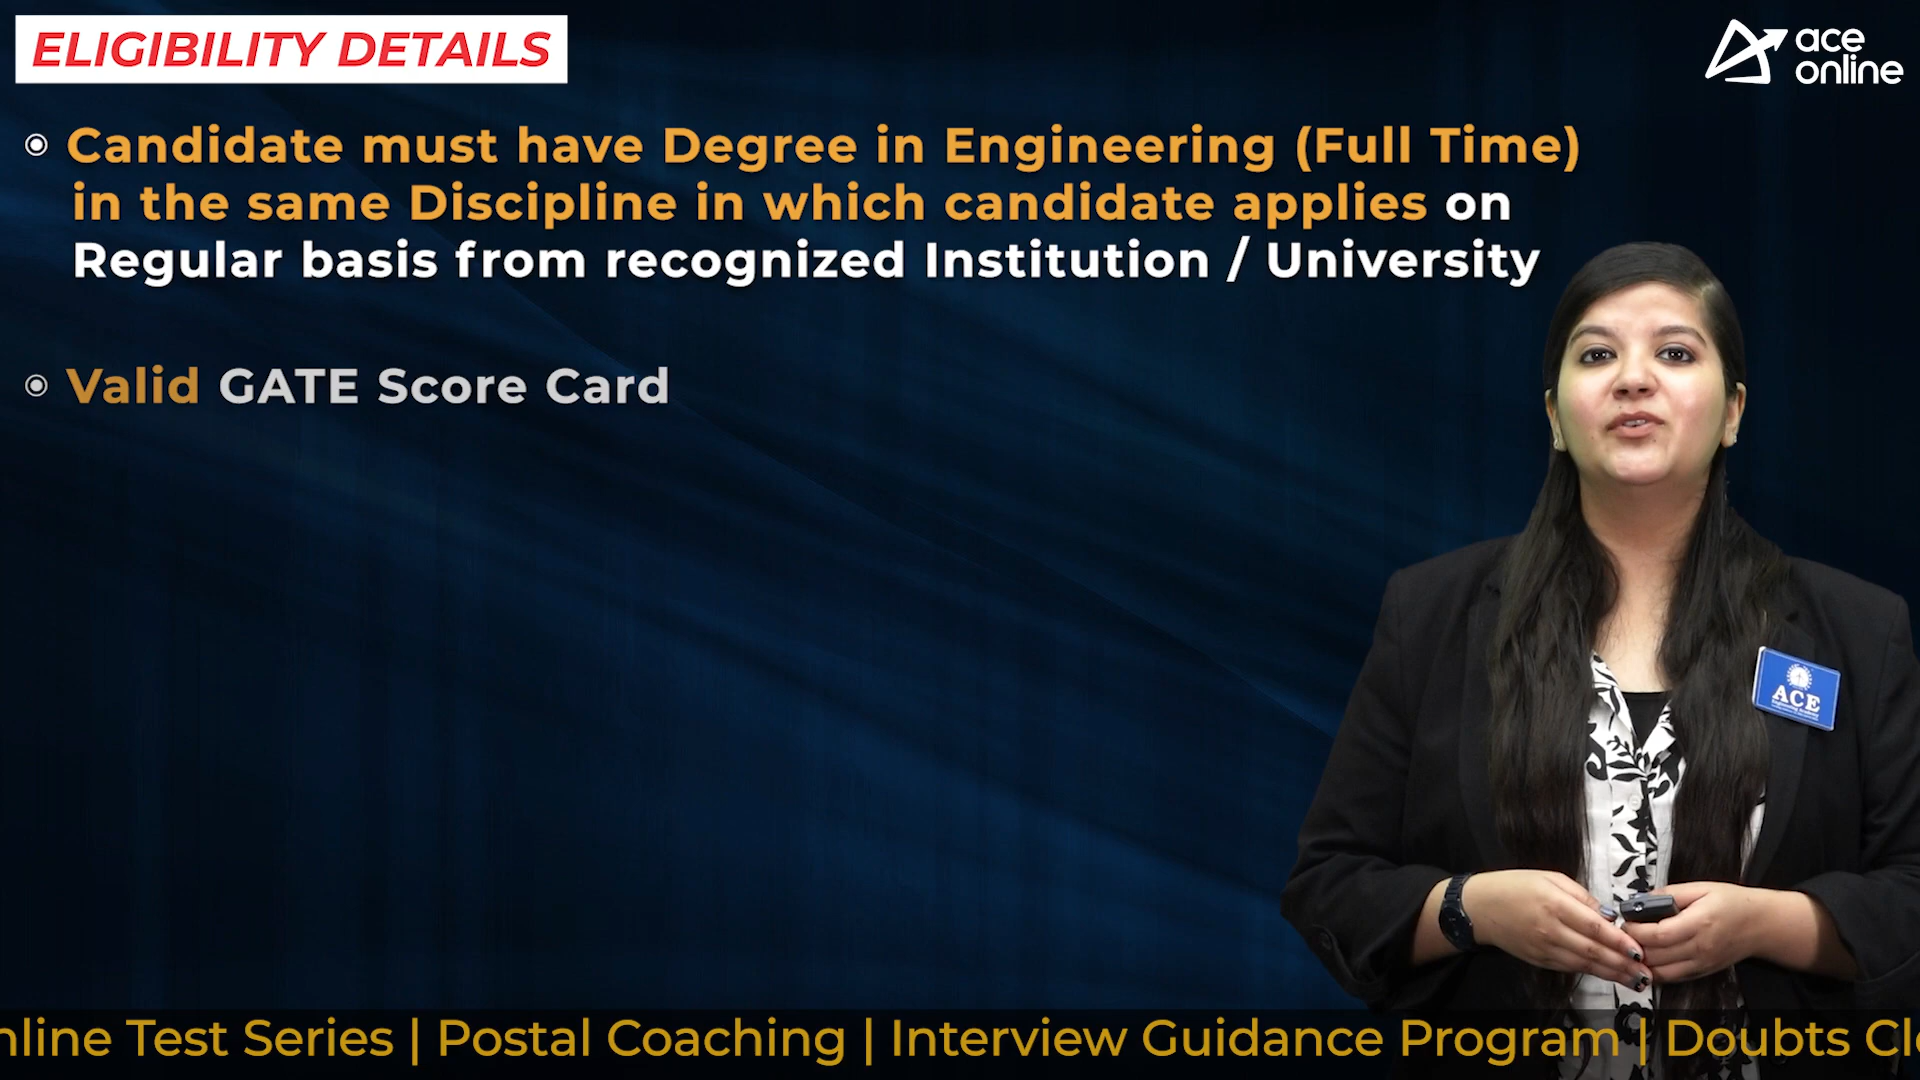 ELIGIBILITY DETAILS
ace
online
Candidate must have Degree in Engineering (Full Time)
in the same Discipline in which candidate applies on
Regular basis from recognized Institution / University
Valid GATE Score Card
ACE
nline Test Series | Postal Coaching | Interview Guidance Program | Doubts Cle